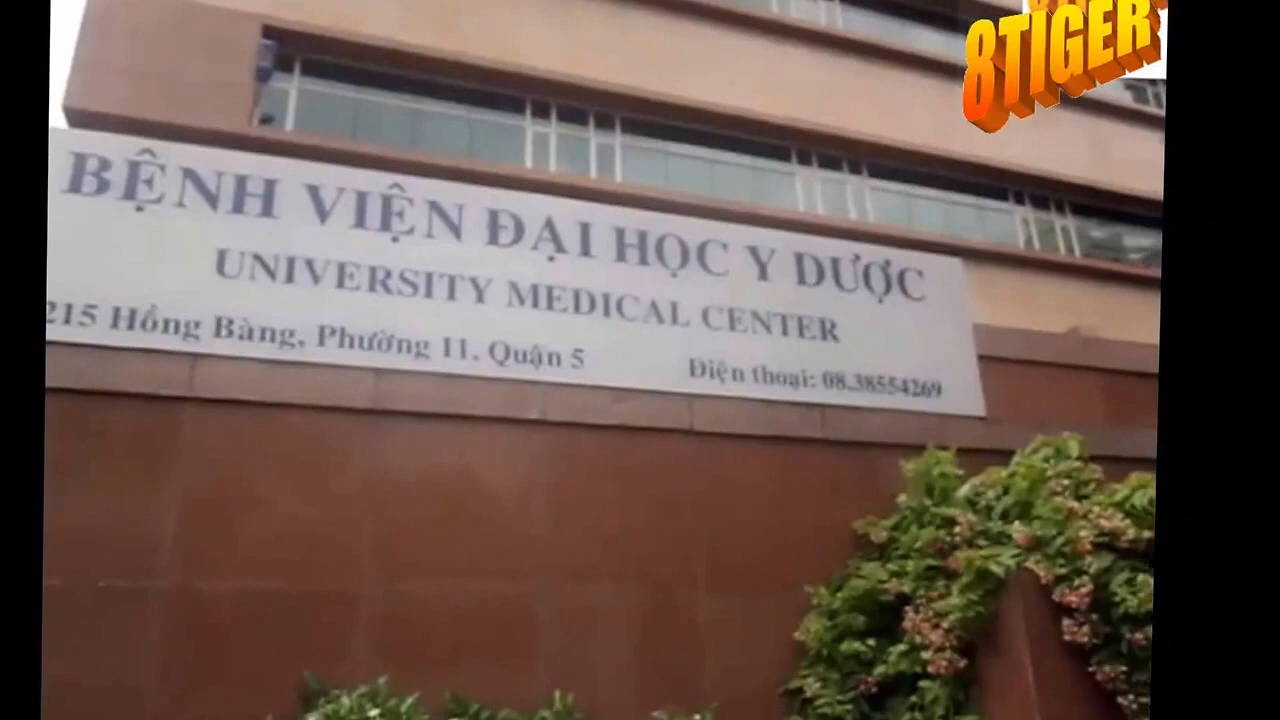 8TIGER
BỆNH VIỆN ĐẠI HỌC Y DƯỢC
UNIVERSITY MEDICAL CENTER
215 Hồng Bàng, Phường 11, Quận 5 Điện thoại: 08.38554269